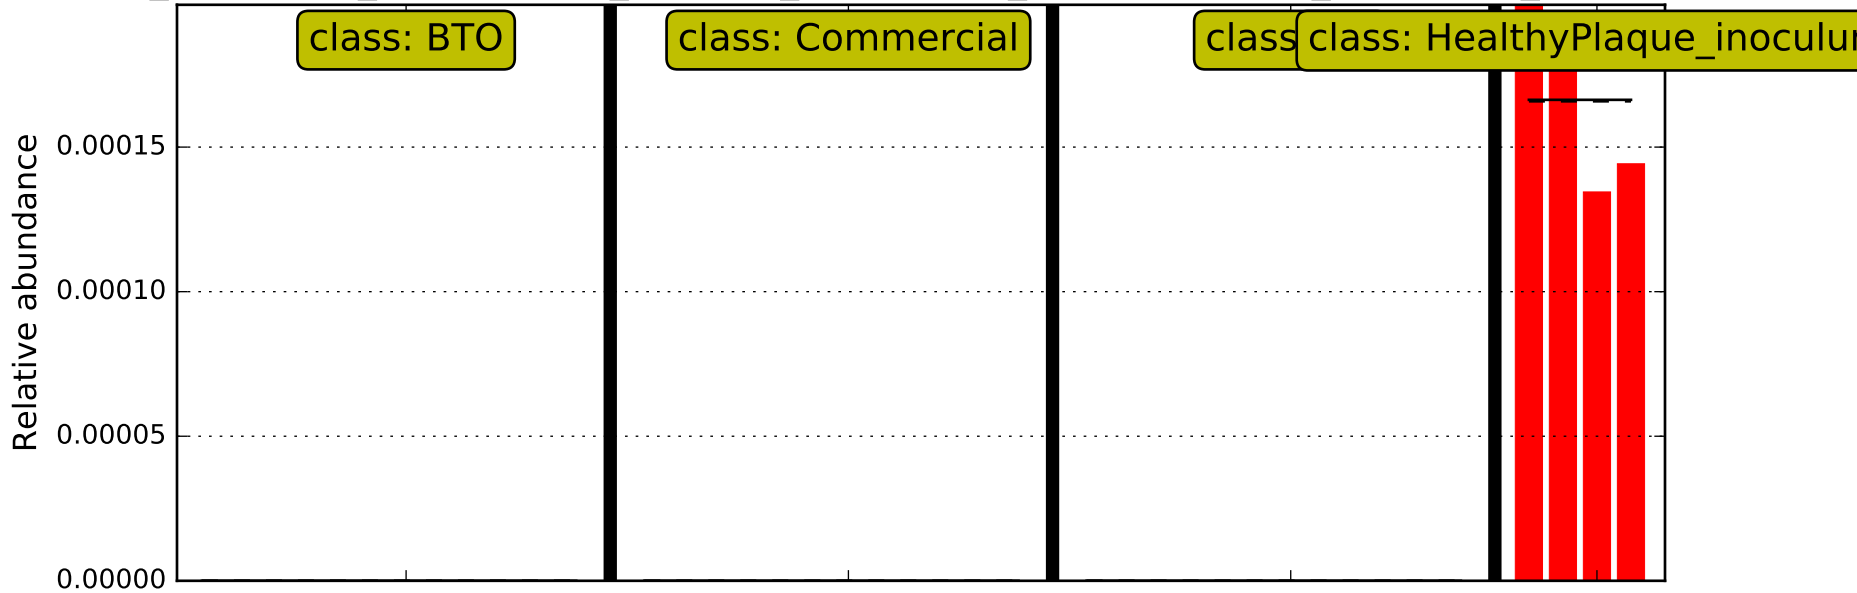 class: BTO
class: Commercial
class
class: HealthyPlaque_inoculu
Relative abundance
0.00015
0.00010
0.00005
0.00000